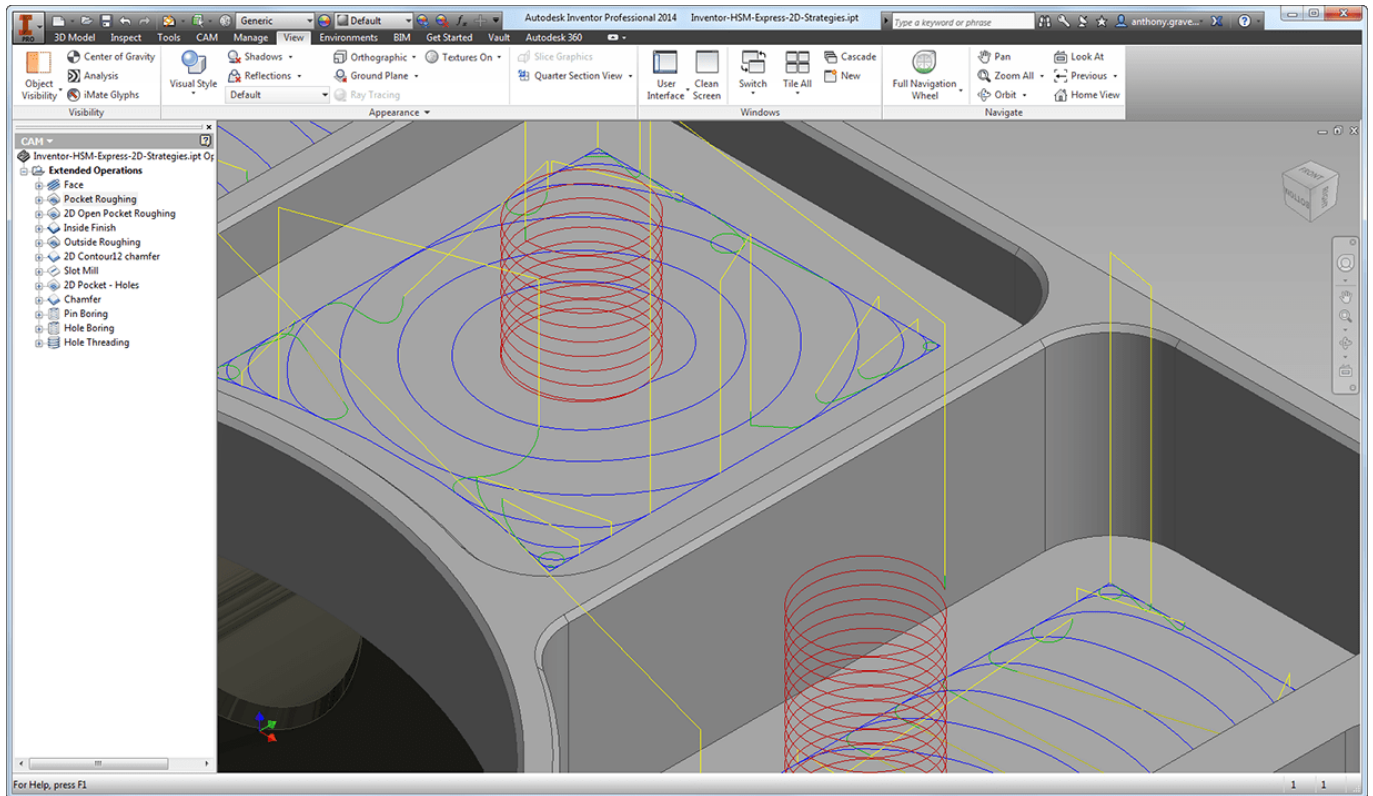 Generic
Default
Autodesk Inventor Professional 2014 Inventor-HSM-Express-2D-Strategies.ipt
Type a keyword or phrase
anthony.grave...
PRO
3D Model Inspect Tools CAM Manage View Environments BIM Get Started Vault Autodesk 360
Object Visibility
Center of Gravity
Analysis
iMate Glyphs
Visibility
Visual Style
Shadows
Reflections
Default
Orthographic
Ground Plane
Ray Tracing
Textures On
Slice Graphics
Quarter Section View
Appearance
User Interface
Clean Screen
Switch
Tile All
Cascade
New
Windows
Full Navigation Wheel
Pan
Zoom All
Orbit
Look At
Previous
Home View
Navigate
CAM
Inventor-HSM-Express-2D-Strategies.ipt Op
Extended Operations
Face
Pocket Roughing
2D Open Pocket Roughing
Inside Finish
Outside Roughing
2D Contour12 chamfer
Slot Mill
2D Pocket - Holes
Chamfer
Pin Boring
Hole Boring
Hole Threading
FRONT
BOTTOM
RIGHT
For Help, press F1
1 1